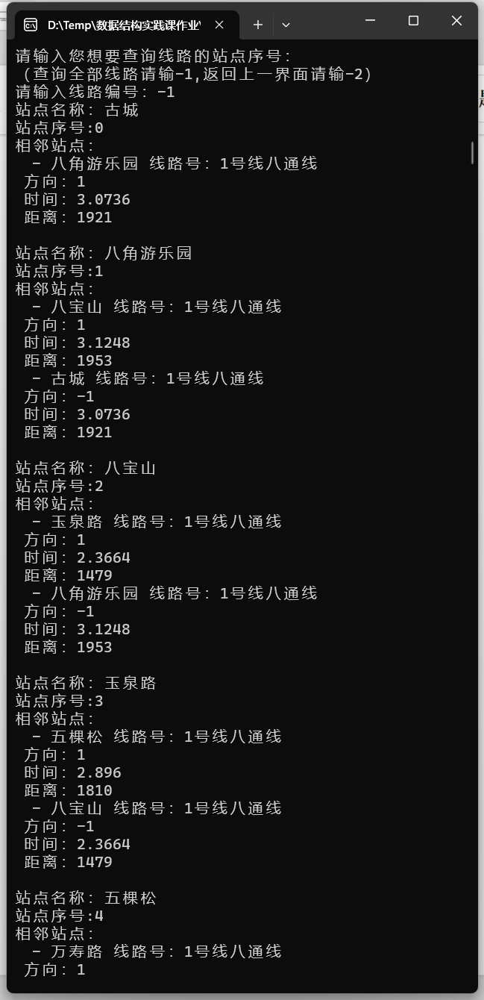 D:\Temp\数据结构实践课作业\
请输入您想要查询线路的站点序号：
（查询全部线路请输-1,返回上一界面请输-2）
请输入线路编号：-1
站点名称：古城
站点序号:0
相邻站点：
- 八角游乐园 线路号：1号线八通线
方向：1
时间：3.0736
距离：1921
站点名称：八角游乐园
站点序号:1
相邻站点：
- 八宝山 线路号：1号线八通线
方向：1
时间：3.1248
距离：1953
- 古城 线路号：1号线八通线
方向：-1
时间：3.0736
距离：1921
站点名称：八宝山
站点序号:2
相邻站点：
- 玉泉路 线路号：1号线八通线
方向：1
时间：2.3664
距离：1479
- 八角游乐园 线路号：1号线八通线
方向：-1
时间：3.1248
距离：1953
站点名称：玉泉路
站点序号:3
相邻站点：
- 五棵松 线路号：1号线八通线
方向：1
时间：2.896
距离：1810
- 八宝山 线路号：1号线八通线
方向：-1
时间：2.3664
距离：1479
站点名称：五棵松
站点序号:4
相邻站点：
- 万寿路 线路号：1号线八通线
方向：1